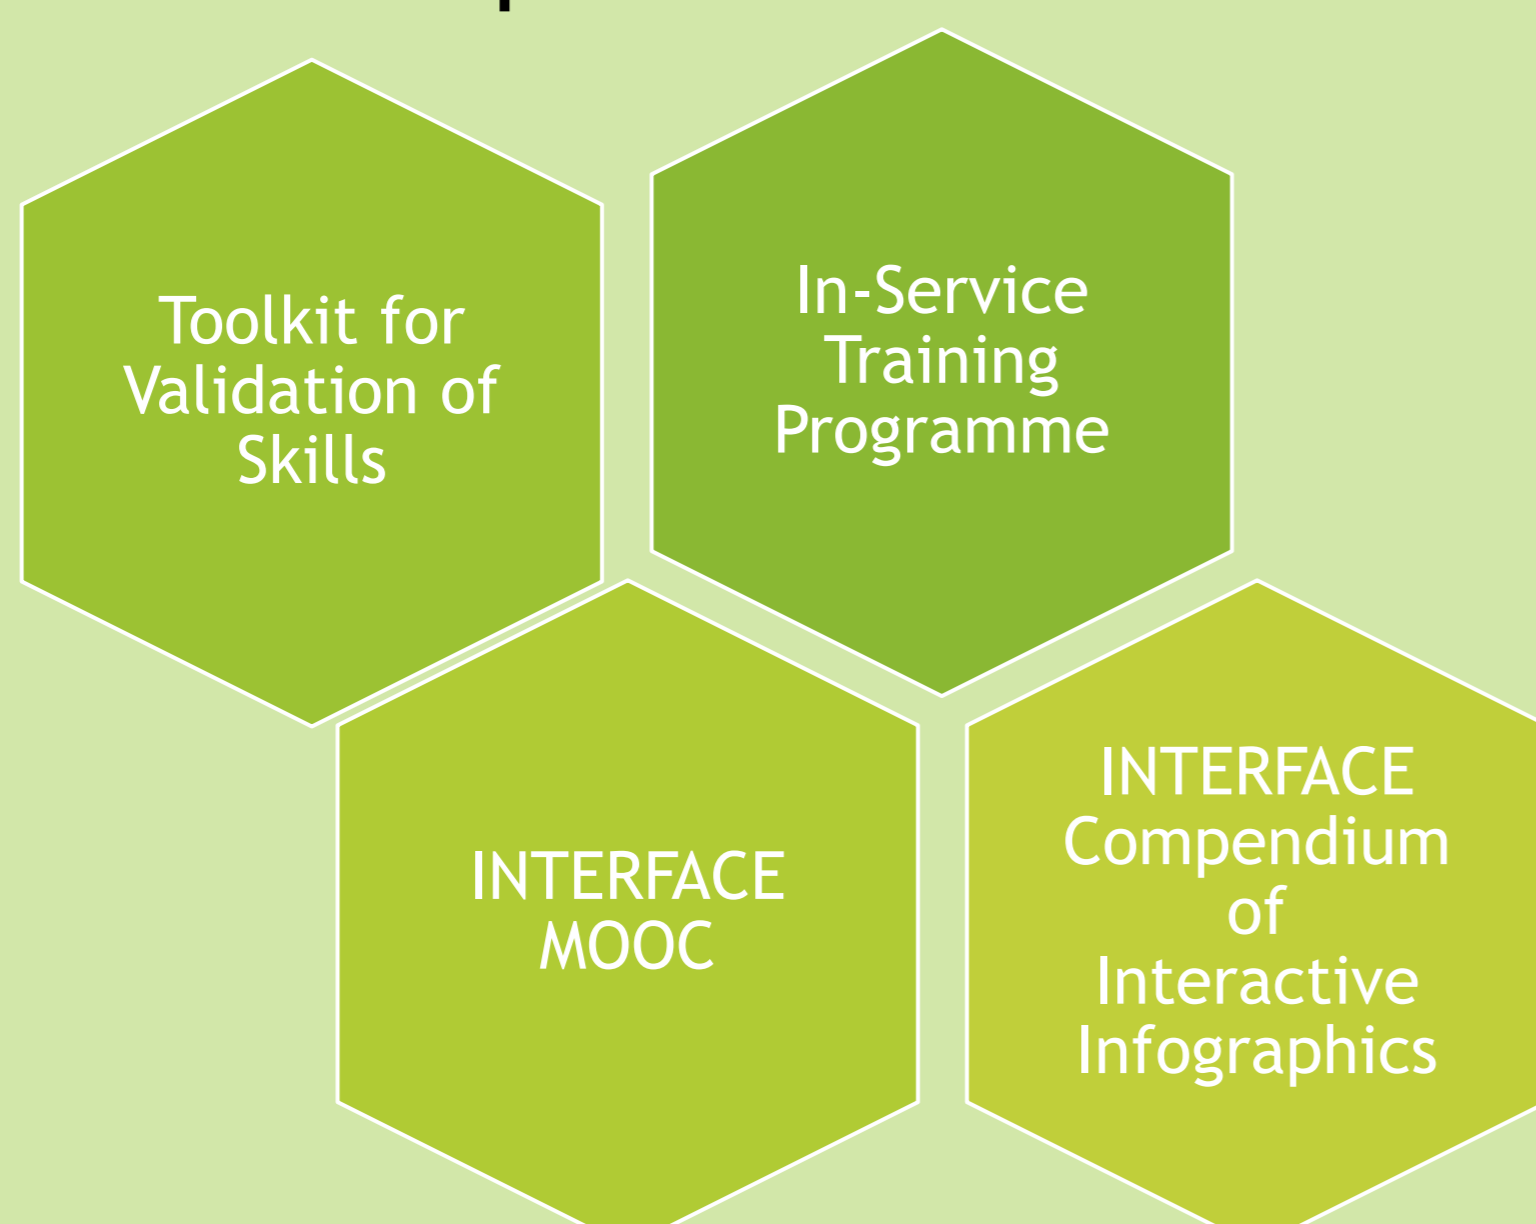 Toolkit for
Validation of
Skills
In-Service
Training
Programme
INTERFACE
MOOC
INTERFACE
Compendium
of
Interactive
Infographics